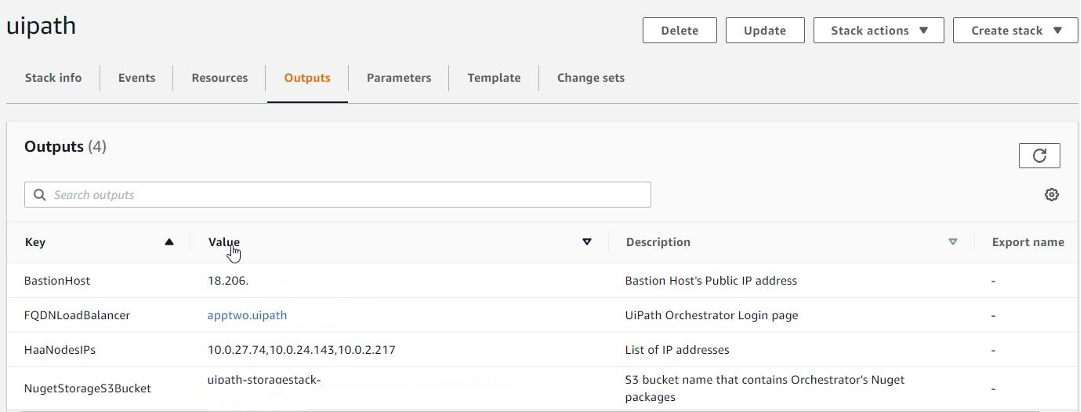 uipath
Delete
Update
Stack actions
Create stack
Stack info
Events
Resources
Outputs
Parameters
Template
Change sets
Outputs (4)
Search outputs
Key
Value
Description
Export name
BastionHost
18.206.
Bastion Host's Public IP address
-
FQDNLoadBalancer
apptwo.uipath
UiPath Orchestrator Login page
-
HaaNodesIPs
10.0.27.74,10.0.24.143,10.0.2.217
List of IP addresses
-
NugetStorageS3Bucket
uipath-storagestack-
S3 bucket name that contains Orchestrator's Nuget
packages
-